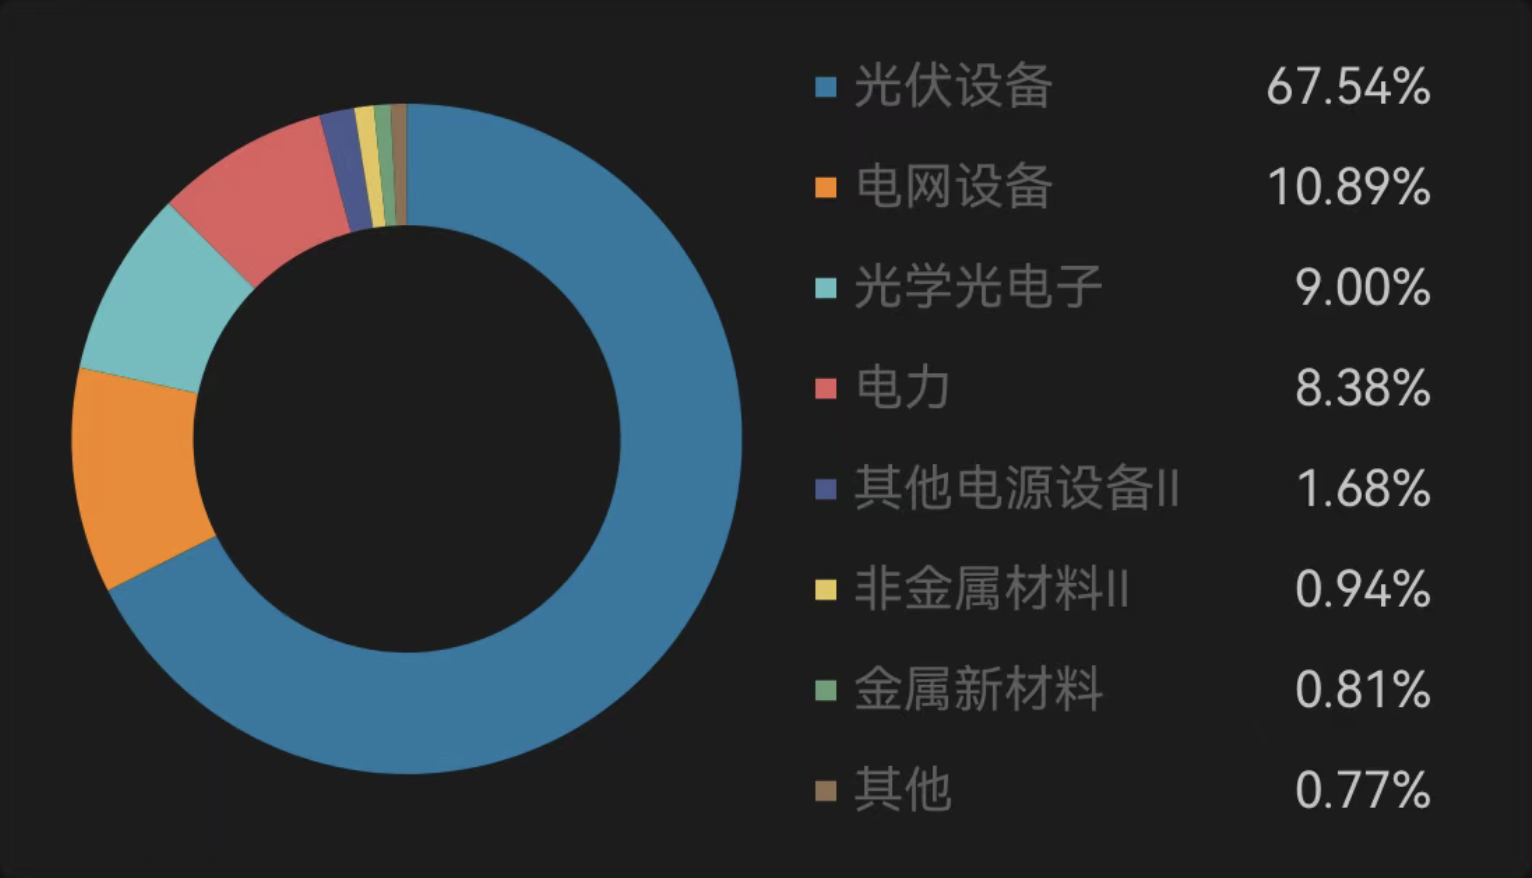 光伏设备 67.54%
电网设备 10.89%
光学光电子 9.00%
电力 8.38%
其他电源设备II 1.68%
非金属材料II 0.94%
金属新材料 0.81%
其他 0.77%